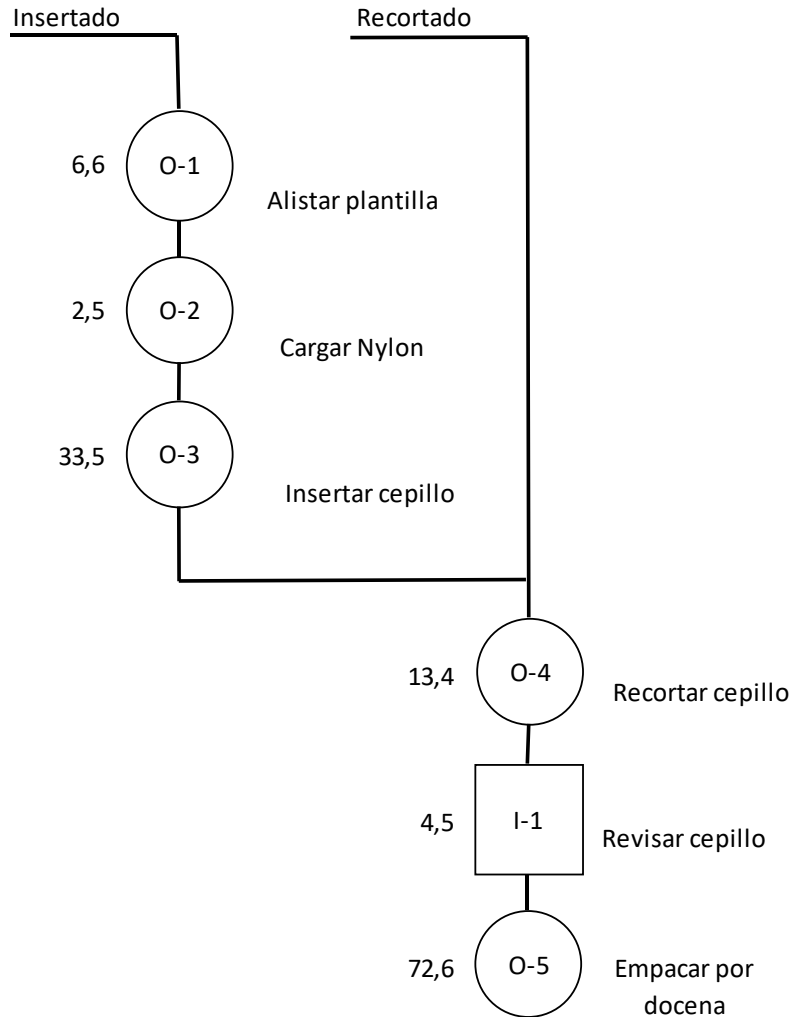 Insertado
Recortado
6,6
O-1
Alistar plantilla
2,5
O-2
Cargar Nylon
33,5
O-3
Insertar cepillo
13,4
O-4
Recortar cepillo
4,5
I-1
Revisar cepillo
72,6
O-5
Empacar por
docena